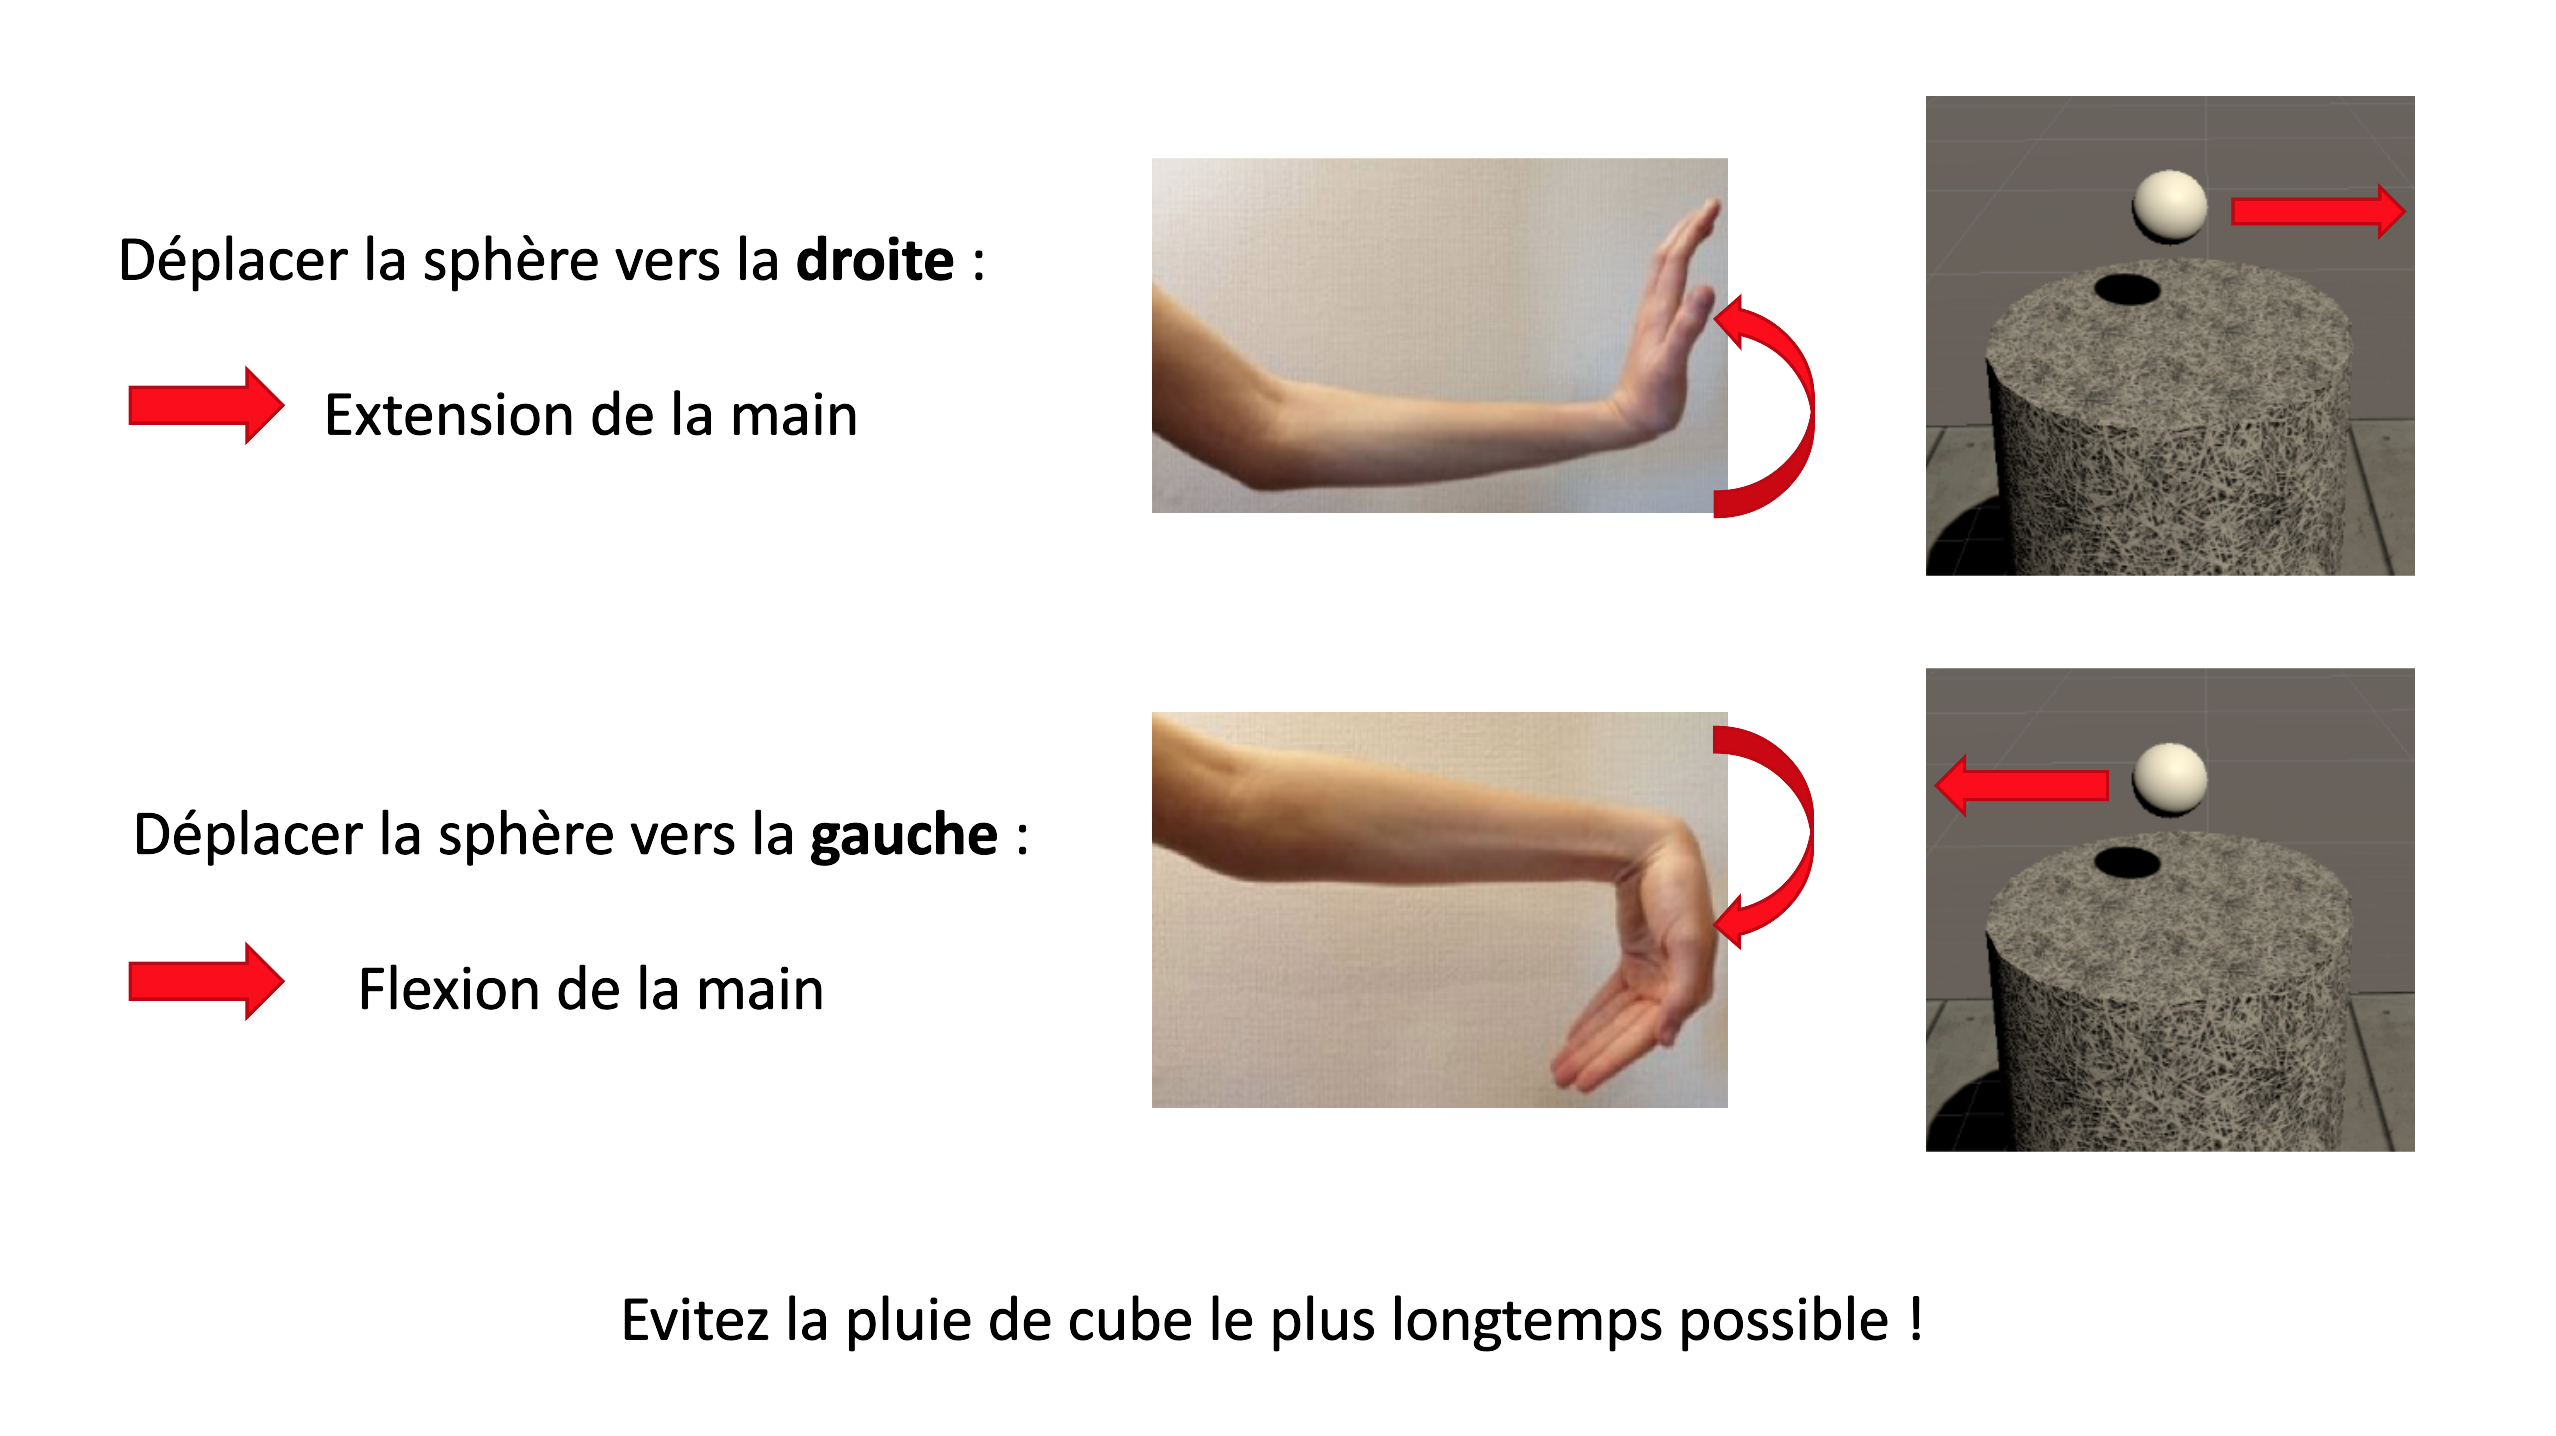 Déplacer la sphère vers la droite :
Extension de la main
Déplacer la sphère vers la gauche :
Flexion de la main
Evitez la pluie de cube le plus longtemps possible !